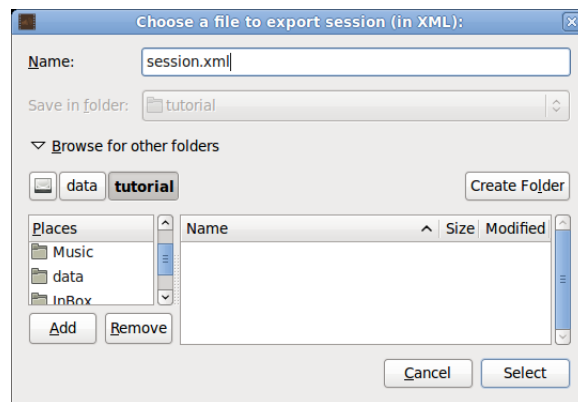 Choose a file to export session (in XML):
Name: session.xml
Save in folder: tutorial
Browse for other folders
data tutorial Create Folder
Places Name Size Modified
Music
data
InBox
Add Remove
Cancel Select